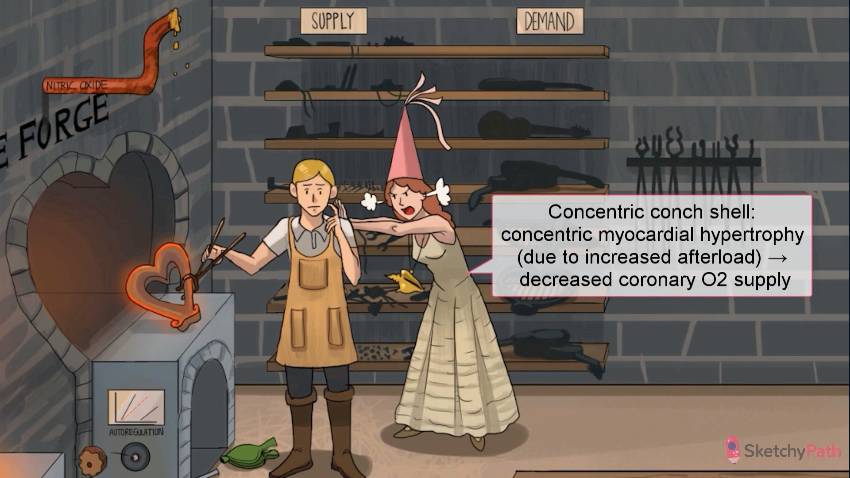 SUPPLY
DEMAND
NITRIC OXIDE
E FORGE
Concentric conch shell:
concentric myocardial hypertrophy
(due to increased afterload) →
decreased coronary O2 supply
AUTOREGULATION
SketchyPath